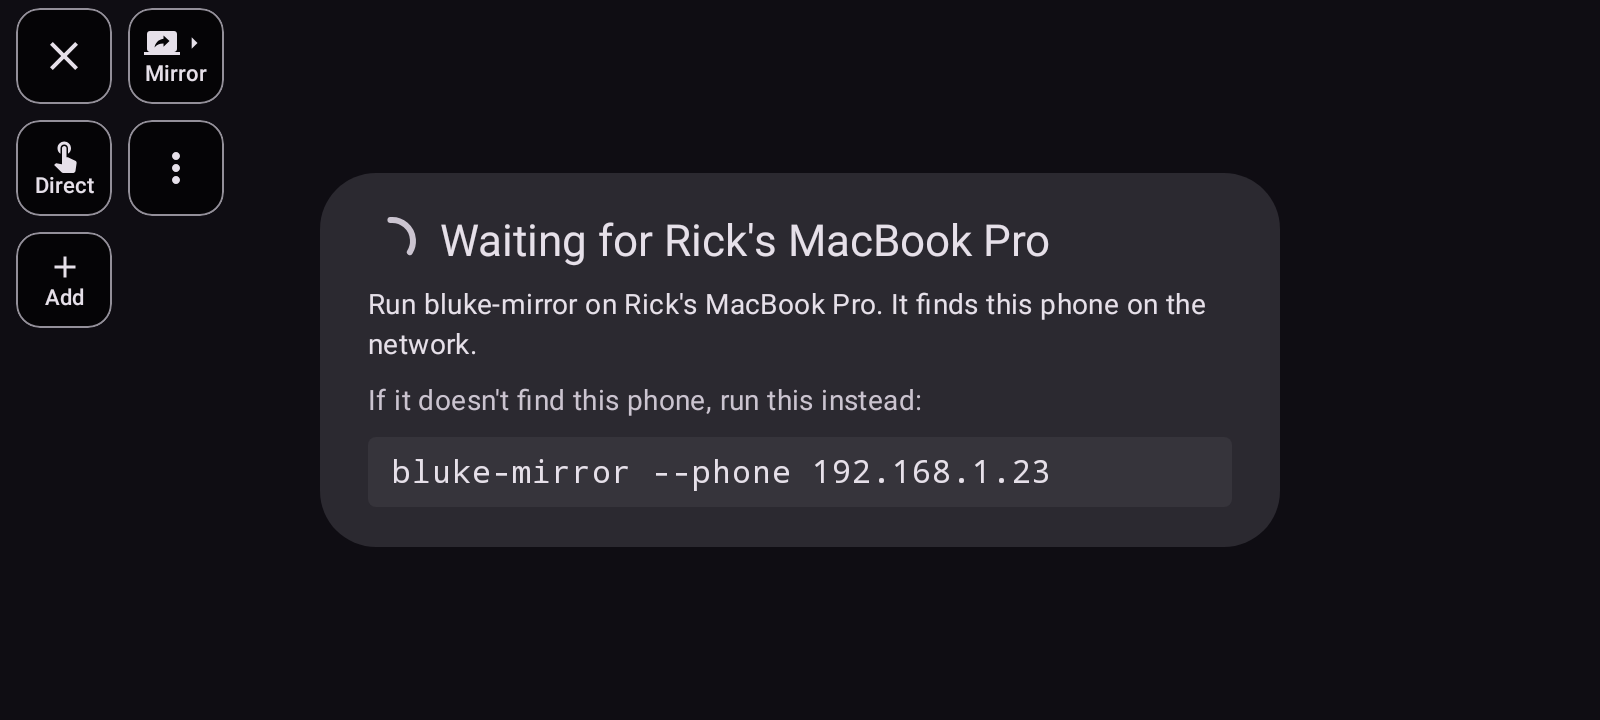 Mirror
Direct
Add
Waiting for Rick's MacBook Pro
Run bluke-mirror on Rick's MacBook Pro. It finds this phone on the
network.
If it doesn't find this phone, run this instead:
bluke-mirror --phone 192.168.1.23